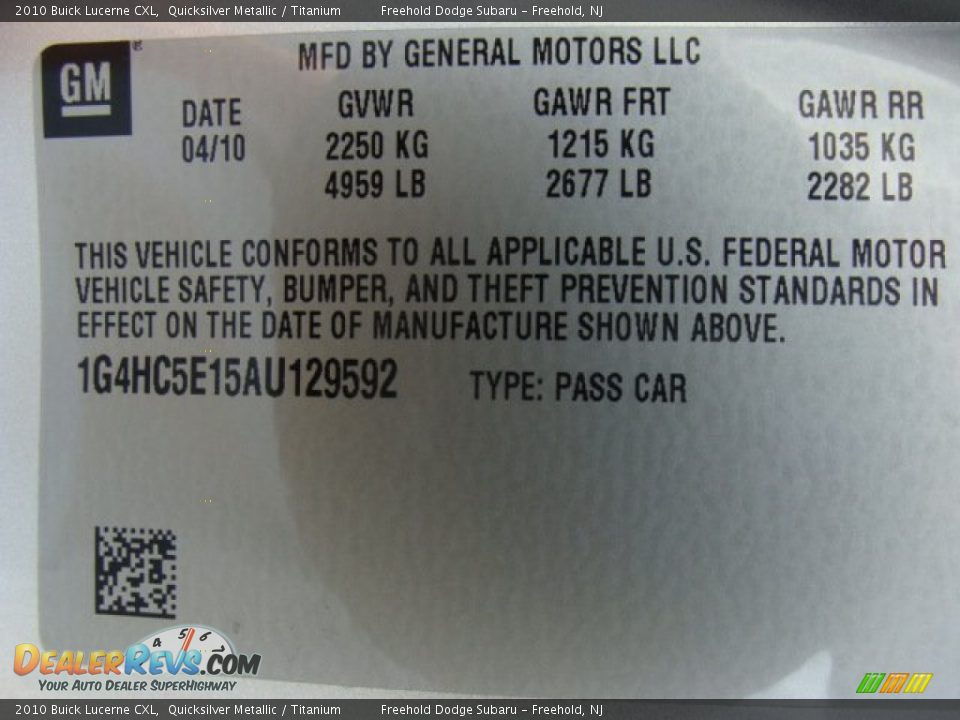 2010 Buick Lucerne CXL, Quicksilver Metallic / Titanium Freehold Dodge Subaru – Freehold, NJ
GM
MFD BY GENERAL MOTORS LLC
DATE GVWR GAWR FRT GAWR RR
04/10 2250 KG 1215 KG 1035 KG
4959 LB 2677 LB 2282 LB
THIS VEHICLE CONFORMS TO ALL APPLICABLE U.S. FEDERAL MOTOR
VEHICLE SAFETY, BUMPER, AND THEFT PREVENTION STANDARDS IN
EFFECT ON THE DATE OF MANUFACTURE SHOWN ABOVE.
1G4HC5E15AU129592 TYPE: PASS CAR
4 5 6 7
DEALERREVS.COM
YOUR AUTO DEALER SUPERHIGHWAY
2010 Buick Lucerne CXL, Quicksilver Metallic / Titanium Freehold Dodge Subaru – Freehold, NJ